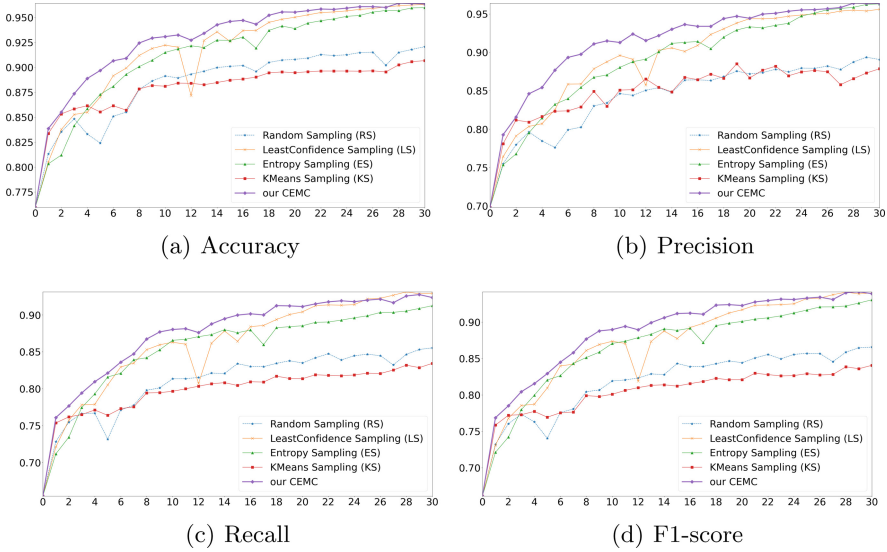 0.950
0.925
0.900
0.875
0.850
0.825
0.800
0.775
0 2 4 6 8 10 12 14 16 18 20 22 24 26 28 30
Random Sampling (RS)
LeastConfidence Sampling (LS)
Entropy Sampling (ES)
KMeans Sampling (KS)
our CEMC
(a) Accuracy
0.95
0.90
0.85
0.80
0.75
0.70
0 2 4 6 8 10 12 14 16 18 20 22 24 26 28 30
Random Sampling (RS)
LeastConfidence Sampling (LS)
Entropy Sampling (ES)
KMeans Sampling (KS)
our CEMC
(b) Precision
0.90
0.85
0.80
0.75
0.70
0 2 4 6 8 10 12 14 16 18 20 22 24 26 28 30
Random Sampling (RS)
LeastConfidence Sampling (LS)
Entropy Sampling (ES)
KMeans Sampling (KS)
our CEMC
(c) Recall
0.90
0.85
0.80
0.75
0.70
0 2 4 6 8 10 12 14 16 18 20 22 24 26 28 30
Random Sampling (RS)
LeastConfidence Sampling (LS)
Entropy Sampling (ES)
KMeans Sampling (KS)
our CEMC
(d) F1-score